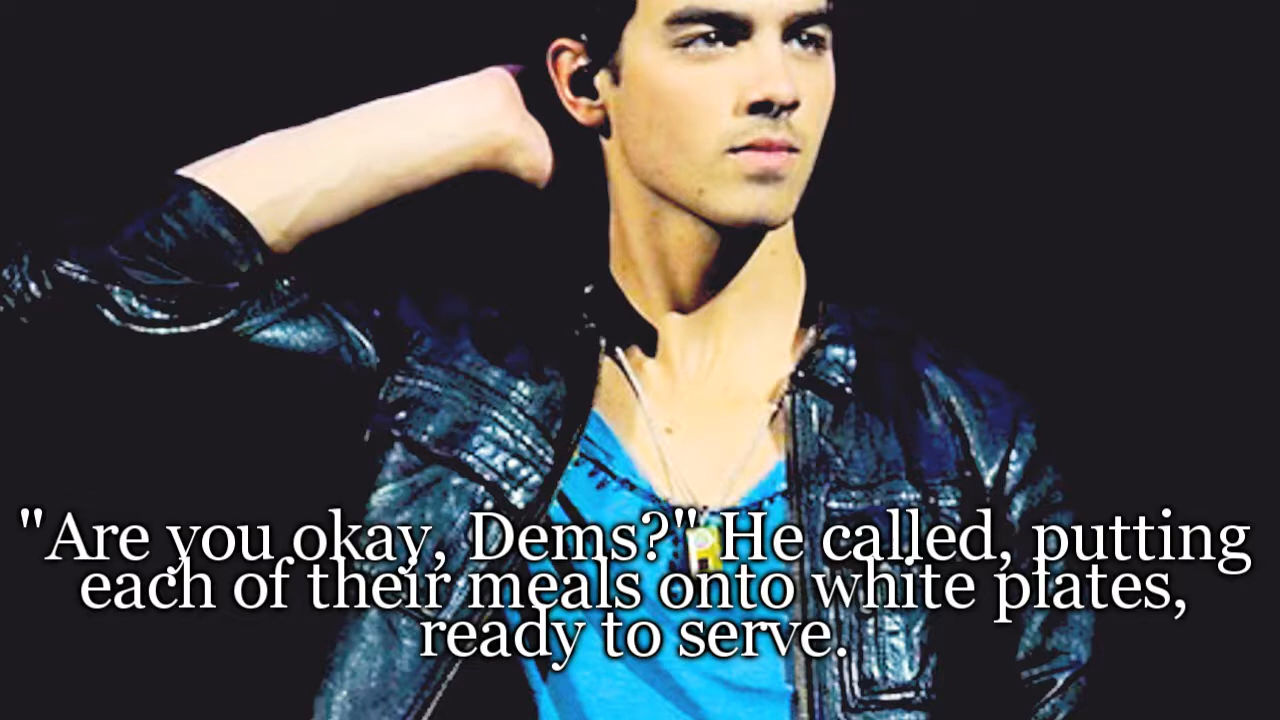 "Are you okay, Dems?" He called, putting
each of their meals onto white plates,
ready to serve.